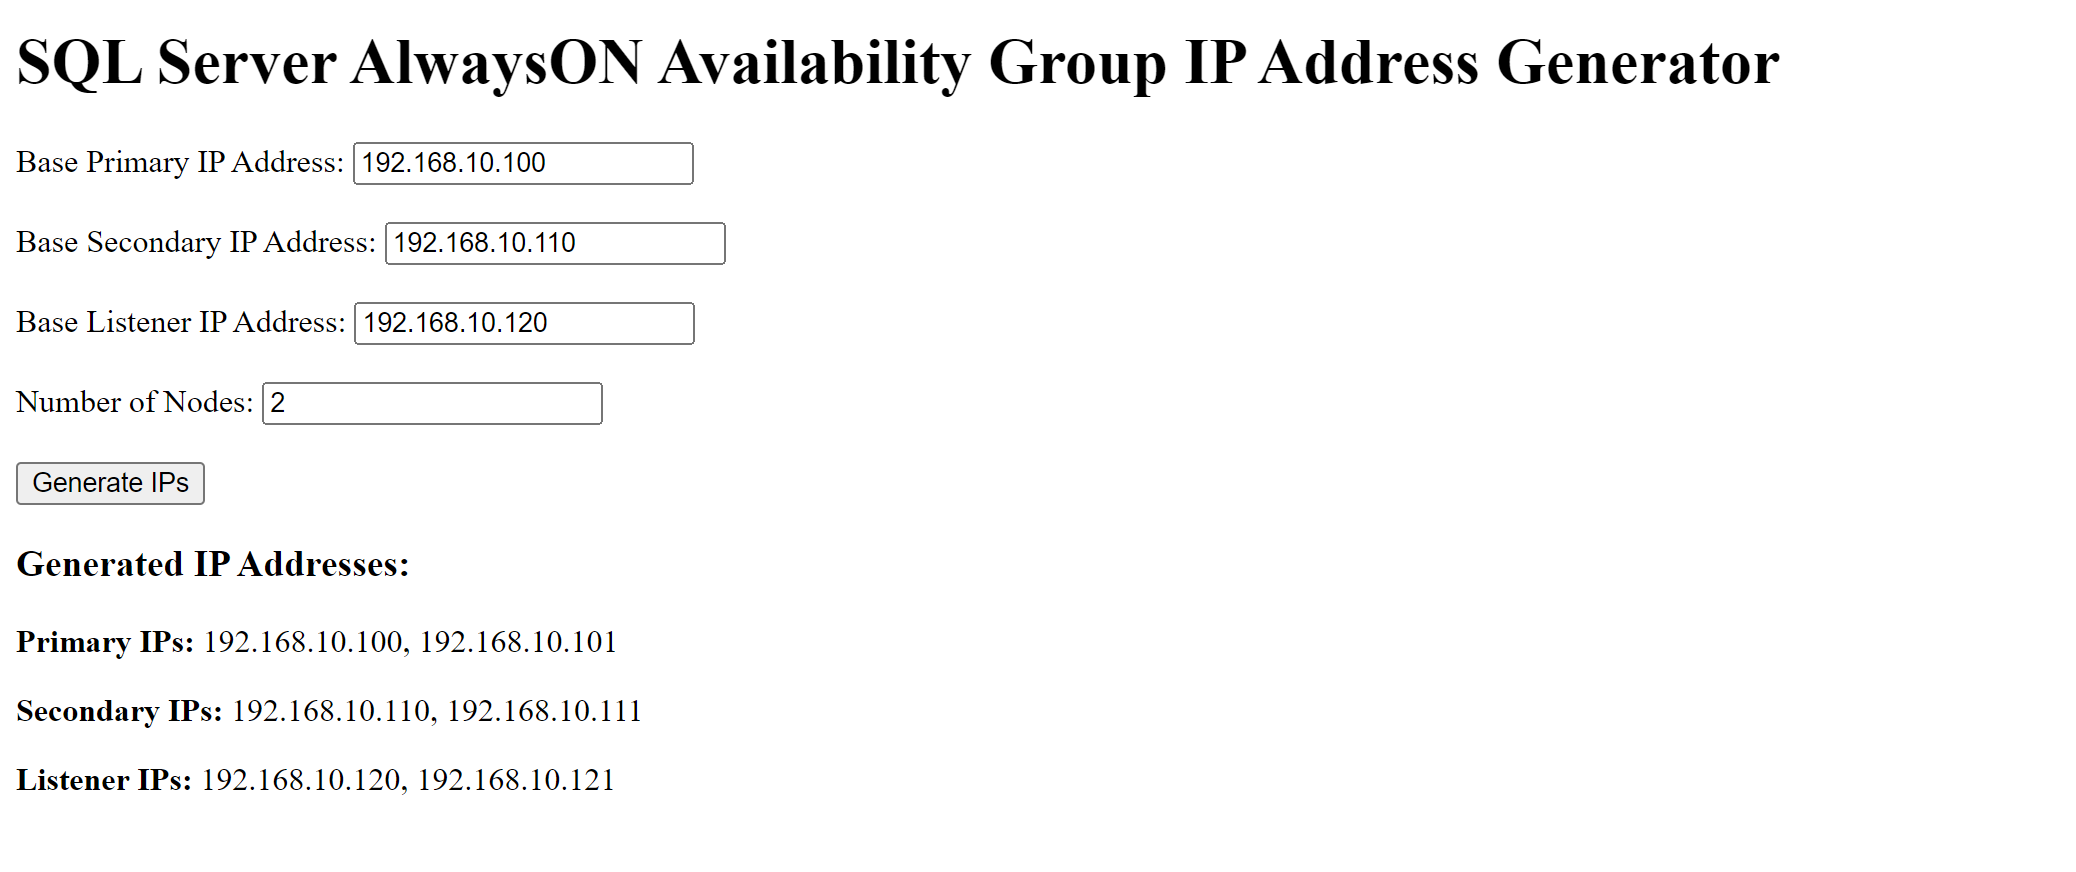 SQL Server AlwaysON Availability Group IP Address Generator
Base Primary IP Address: 192.168.10.100
Base Secondary IP Address: 192.168.10.110
Base Listener IP Address: 192.168.10.120
Number of Nodes: 2
Generate IPs
Generated IP Addresses:
Primary IPs: 192.168.10.100, 192.168.10.101
Secondary IPs: 192.168.10.110, 192.168.10.111
Listener IPs: 192.168.10.120, 192.168.10.121